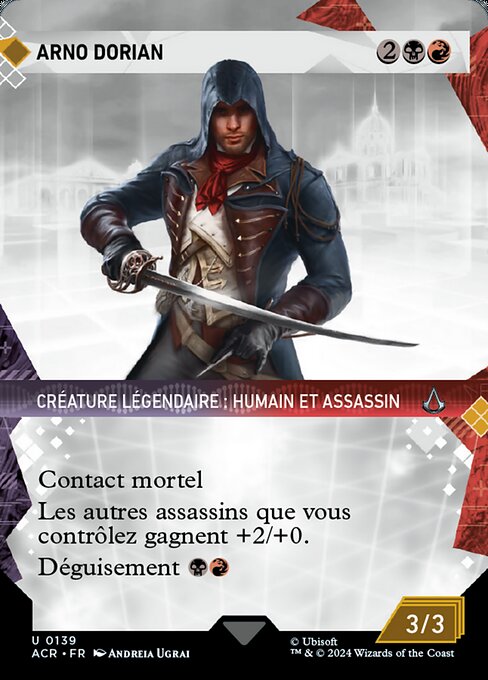 ARNO DORIAN
2
CRÉATURE LÉGENDAIRE : HUMAIN ET ASSASSIN
Contact mortel
Les autres assassins que vous
contrôlez gagnent +2/+0.
Déguisement
3/3
U 0139
ACR • FR Andreia Ugrai
© Ubisoft
™ & © 2024 Wizards of the Coast